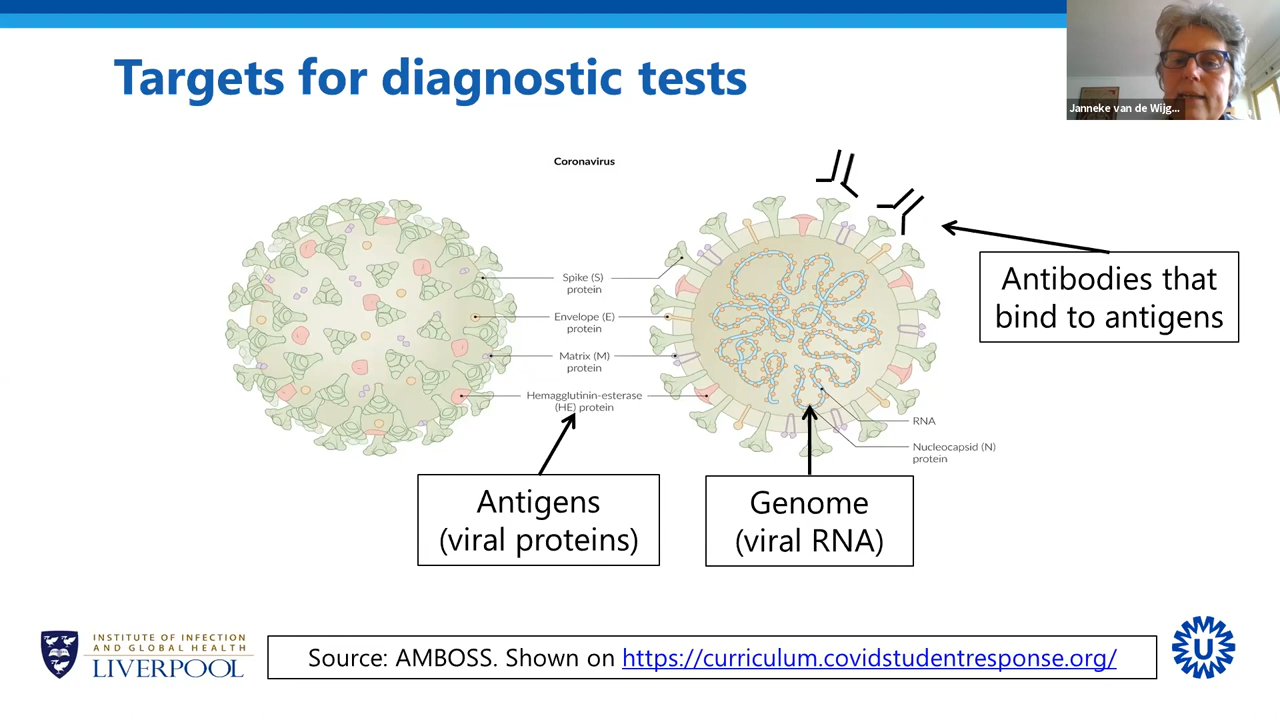 Targets for diagnostic tests
Janneke van de Wijg...
Coronavirus
Spike (S)
protein
Envelope (E)
protein
Matrix (M)
protein
Hemagglutinin-esterase
(HE) protein
RNA
Nucleocapsid (N)
protein
Antibodies that
bind to antigens
Antigens
(viral proteins)
Genome
(viral RNA)
INSTITUTE OF INFECTION
AND GLOBAL HEALTH
LIVERPOOL
Source: AMBOSS. Shown on https://curriculum.covidstudentresponse.org/
U